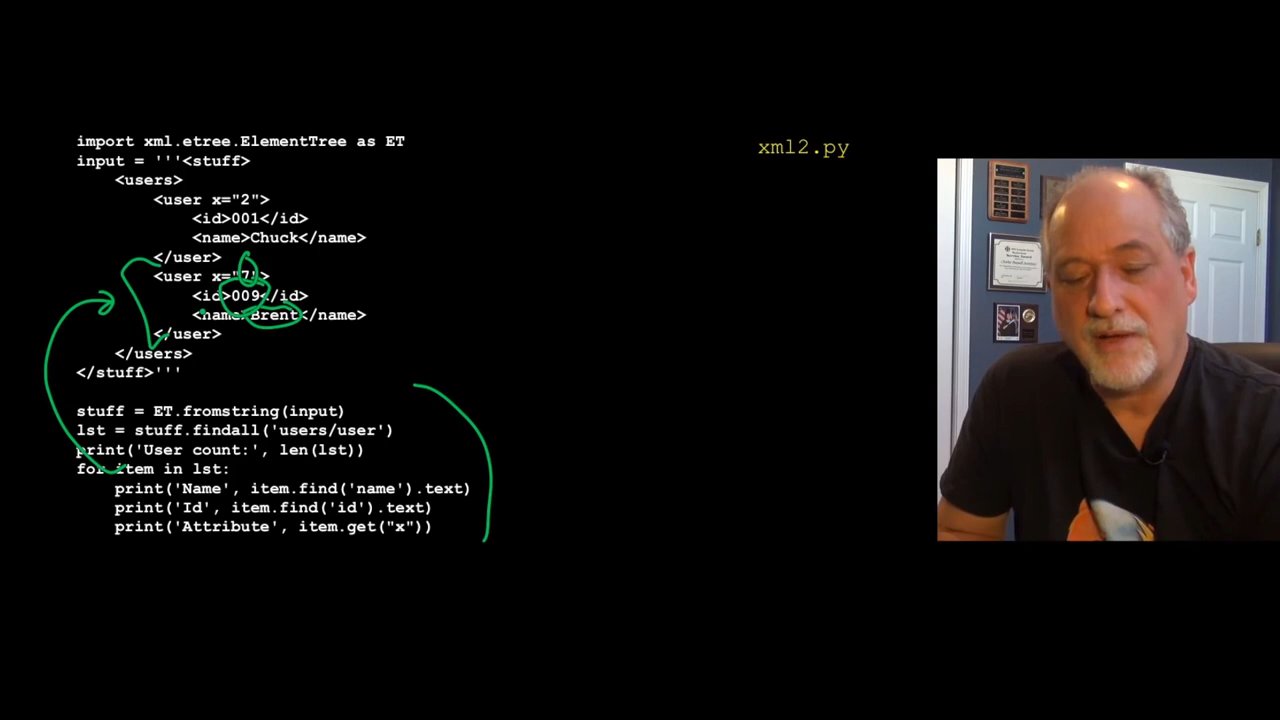 import xml.etree.ElementTree as ET
input = '''<stuff>
    <users>
        <user x="2">
            <id>001</id>
            <name>Chuck</name>
        </user>
        <user x="7">
            <id>009</id>
            <name>Brent</name>
        </user>
    </users>
</stuff>'''

stuff = ET.fromstring(input)
lst = stuff.findall('users/user')
print('User count:', len(lst))
for item in lst:
    print('Name', item.find('name').text)
    print('Id', item.find('id').text)
    print('Attribute', item.get("x"))
xml2.py